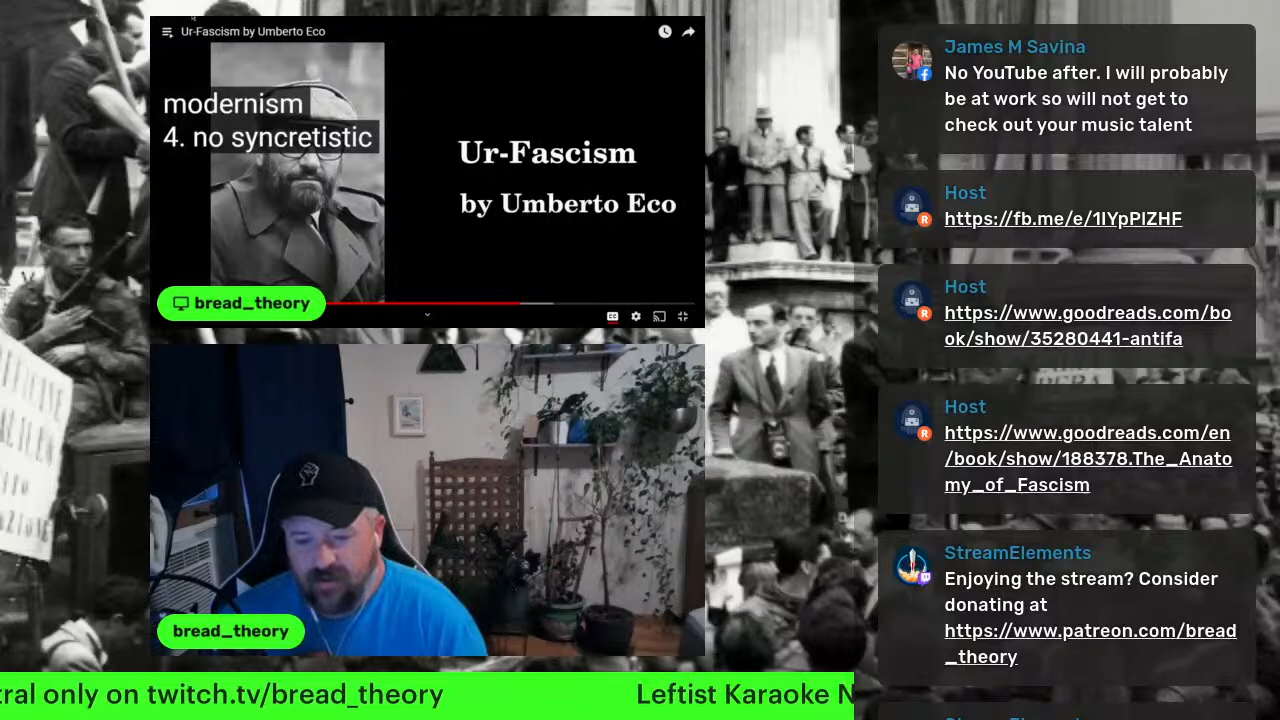 Ur-Fascism by Umberto Eco
modernism
4. no syncretistic
Ur-Fascism
by Umberto Eco
bread_theory
bread_theory
tral only on twitch.tv/bread_theory
Leftist Karaoke N
James M Savina
No YouTube after. I will probably
be at work so will not get to
check out your music talent
Host
https://fb.me/e/1lYpPlZHF
Host
https://www.goodreads.com/bo
ok/show/35280441-antifa
Host
https://www.goodreads.com/en
/book/show/188378.The_Anato
my_of_Fascism
StreamElements
Enjoying the stream? Consider
donating at
https://www.patreon.com/bread
_theory